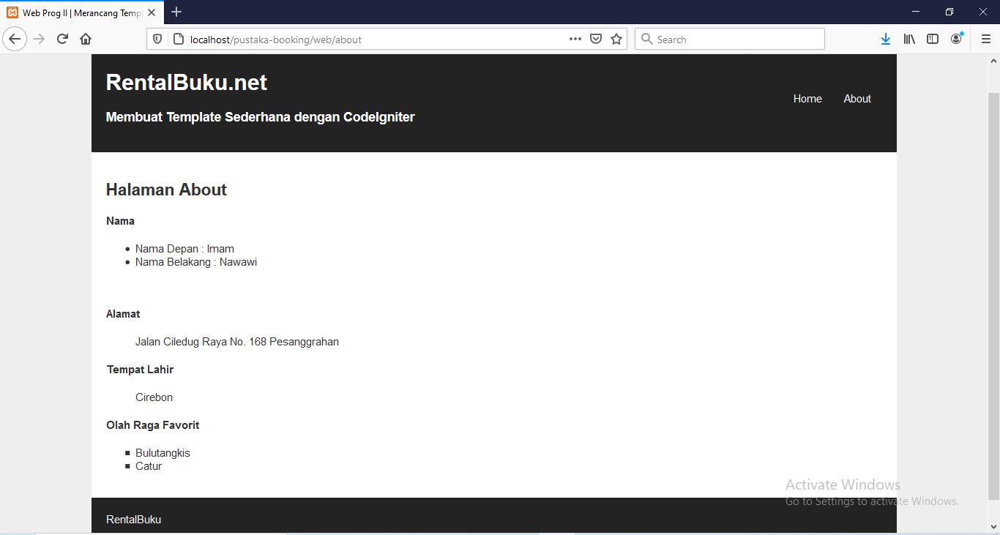 Web Prog II | Merancang Templ
localhost/pustaka-booking/web/about
Search
RentalBuku.net
Home
About
Membuat Template Sederhana dengan CodeIgniter
Halaman About
Nama
Nama Depan : Imam
Nama Belakang : Nawawi
Alamat
Jalan Ciledug Raya No. 168 Pesanggrahan
Tempat Lahir
Cirebon
Olah Raga Favorit
Bulutangkis
Catur
Activate Windows
Go to Settings to activate Windows.
RentalBuku